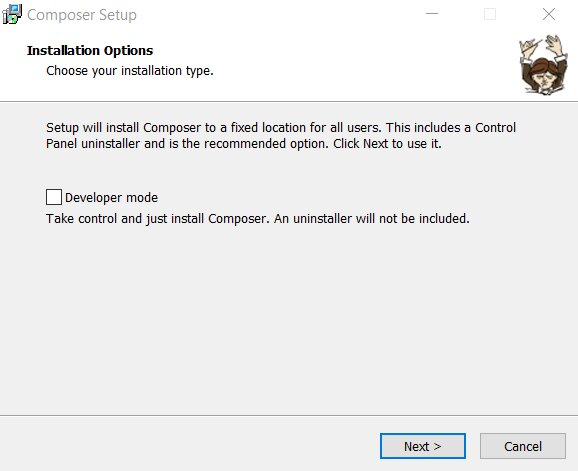 Composer Setup
Installation Options
Choose your installation type.
Setup will install Composer to a fixed location for all users. This includes a Control
Panel uninstaller and is the recommended option. Click Next to use it.
Developer mode
Take control and just install Composer. An uninstaller will not be included.
Next >
Cancel